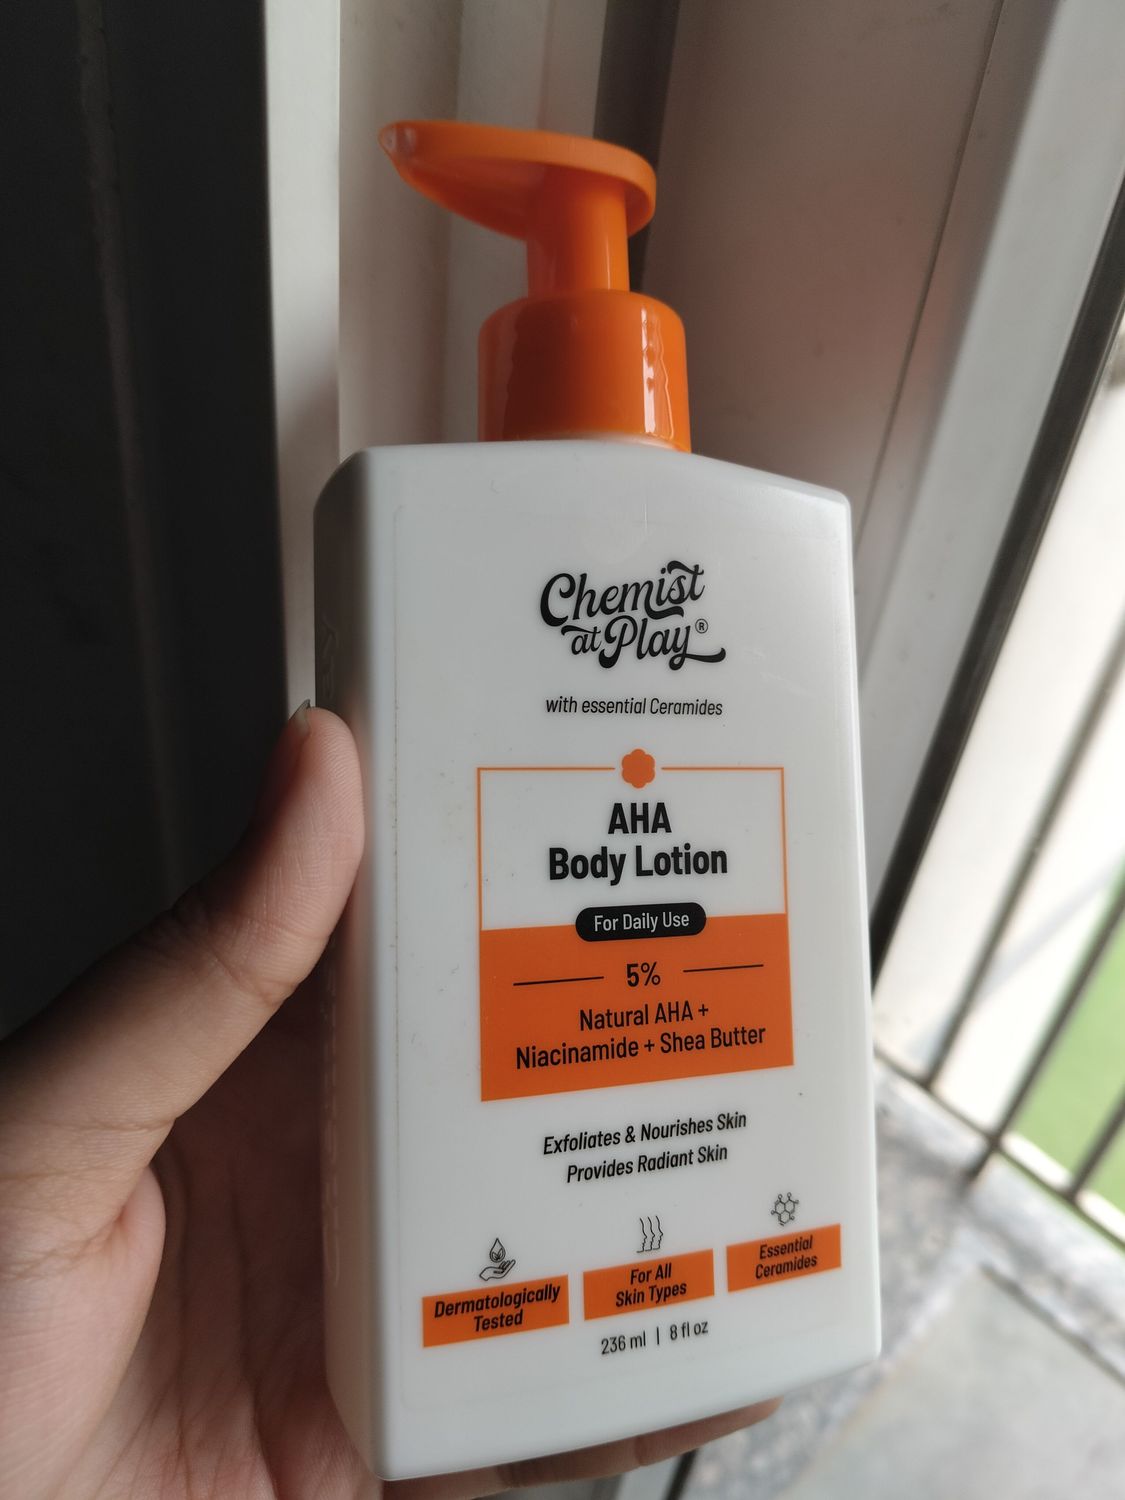 Chemist
at Play®
with essential Ceramides
AHA
Body Lotion
For Daily Use
5%
Natural AHA +
Niacinamide + Shea Butter
Exfoliates & Nourishes Skin
Provides Radiant Skin
Dermatologically
Tested
For All
Skin Types
Essential
Ceramides
236 ml | 8 fl oz